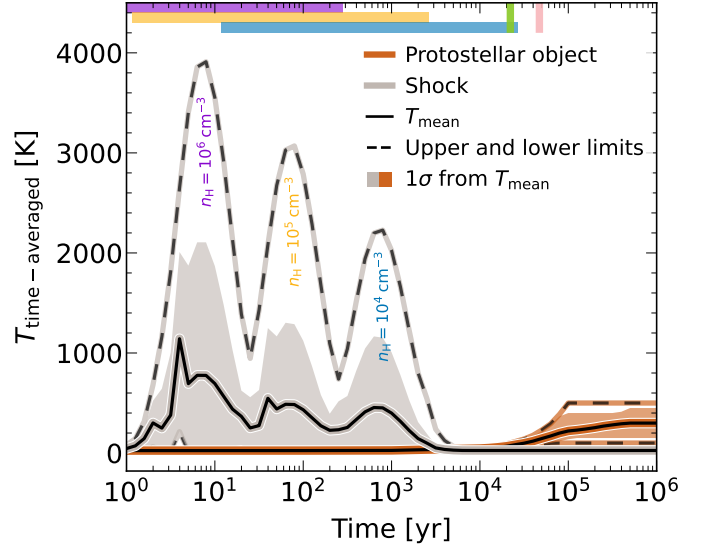 4000
3000
2000
1000
0
T_time−averaged [K]
Protostellar object
Shock
T_mean
Upper and lower limits
1σ from T_mean
n_H = 10^6 cm^−3
n_H = 10^5 cm^−3
n_H = 10^4 cm^−3
10^0 10^1 10^2 10^3 10^4 10^5 10^6
Time [yr]